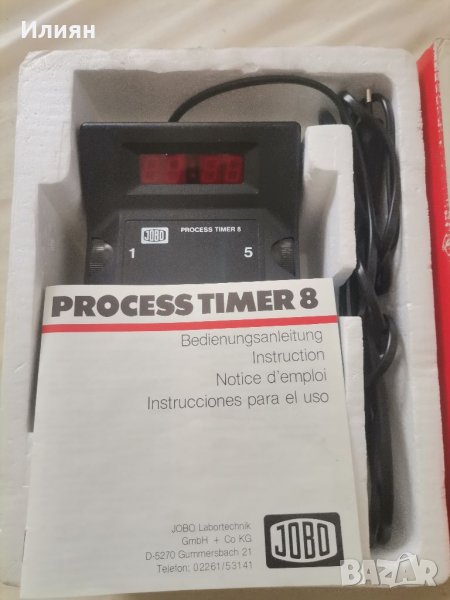 Илиян
JOBO PROCESS TIMER 8
1 5
PROCESS TIMER 8
Bedienungsanleitung
Instruction
Notice d'emploi
Instrucciones para el uso
JOBO Labortechnik
GmbH + Co KG
D-5270 Gummersbach 21
Telefon: 02261/53141
JOBO
BAZAR